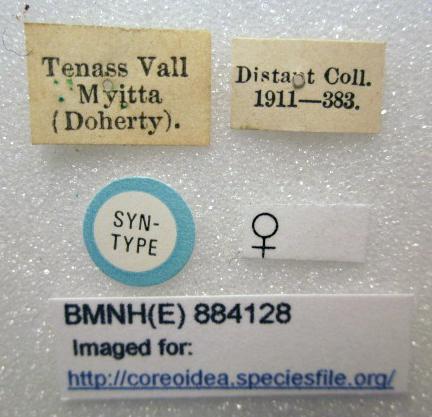 Tenass Vall
Myitta
(Doherty).
Distant Coll.
1911—383.
SYN-
TYPE
♀
BMNH(E) 884128
Imaged for:
http://coreoidea.speciesfile.org/